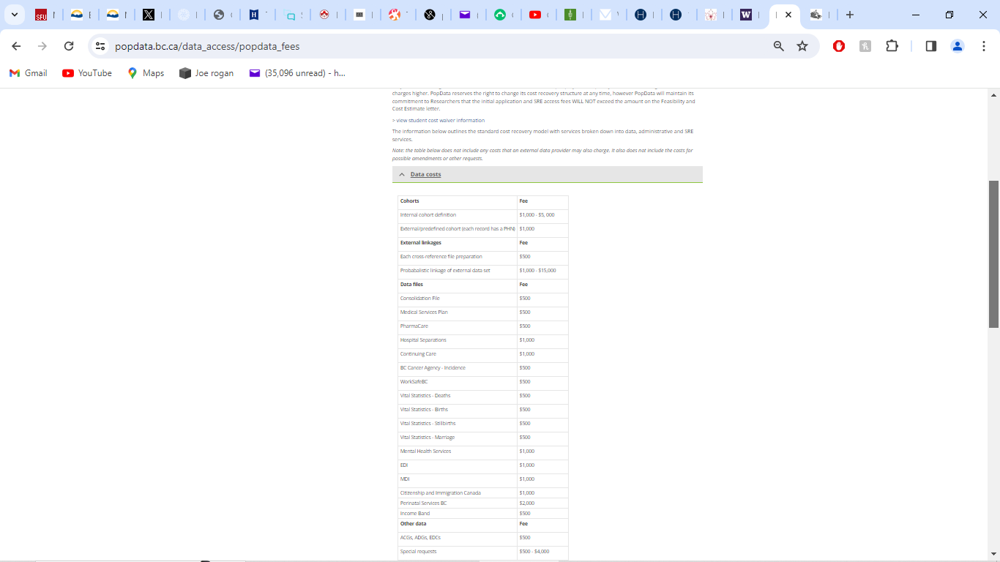 SFU
popdata.bc.ca/data_access/popdata_fees
Gmail
YouTube
Maps
Joe rogan
(35,096 unread) - h...
charges higher. PopData reserves the right to change its cost recovery structure at any time, however PopData will maintain its
commitment to Researchers that the initial application and SRE access fees WILL NOT exceed the amount on the Feasibility and
Cost Estimate letter.
> view student cost waiver information
The information below outlines the standard cost recovery model with services broken down into data, administrative and SRE
services.
Note: the table below does not include any costs that an external data provider may also charge. It also does not include the costs for
possible amendments or other requests.
Data costs
Cohorts Fee
Internal cohort definition $1,000 - $5, 000
External/predefined cohort (each record has a PHN) $1,000
External linkages Fee
Each cross-reference file preparation $500
Probabalistic linkage of external data set $1,000 - $15,000
Data files Fee
Consolidation File $500
Medical Services Plan $500
PharmaCare $500
Hospital Separations $1,000
Continuing Care $1,000
BC Cancer Agency - Incidence $500
WorkSafeBC $500
Vital Statistics - Deaths $500
Vital Statistics - Births $500
Vital Statistics - Stillbirths $500
Vital Statistics - Marriage $500
Mental Health Services $1,000
EDI $1,000
MDI $1,000
Citizenship and Immigration Canada $1,000
Perinatal Services BC $2,000
Income Band $500
Other data Fee
ACGs, ADGs, EDCs $500
Special requests $500 - $4,000